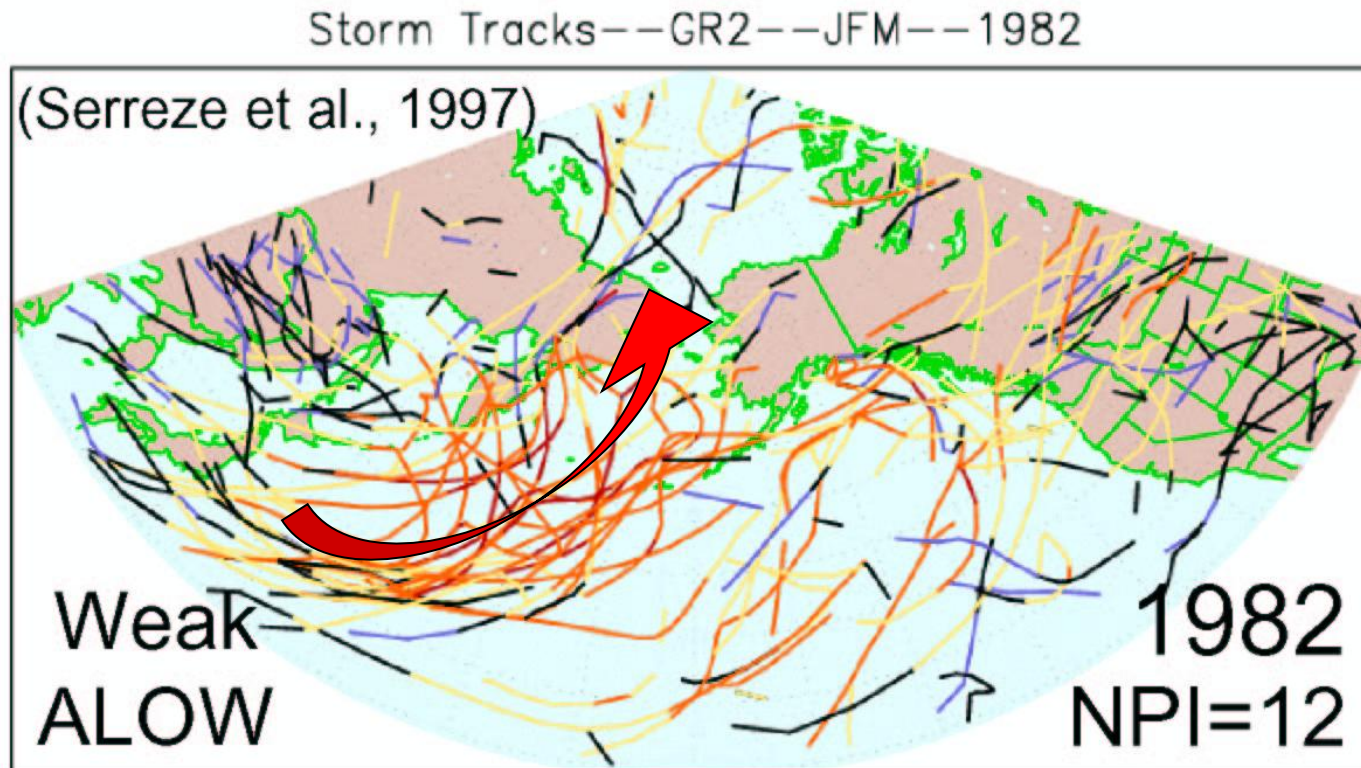 Storm Tracks--GR2--JFM--1982
(Serreze et al., 1997)
Weak
ALOW
1982
NPI=12